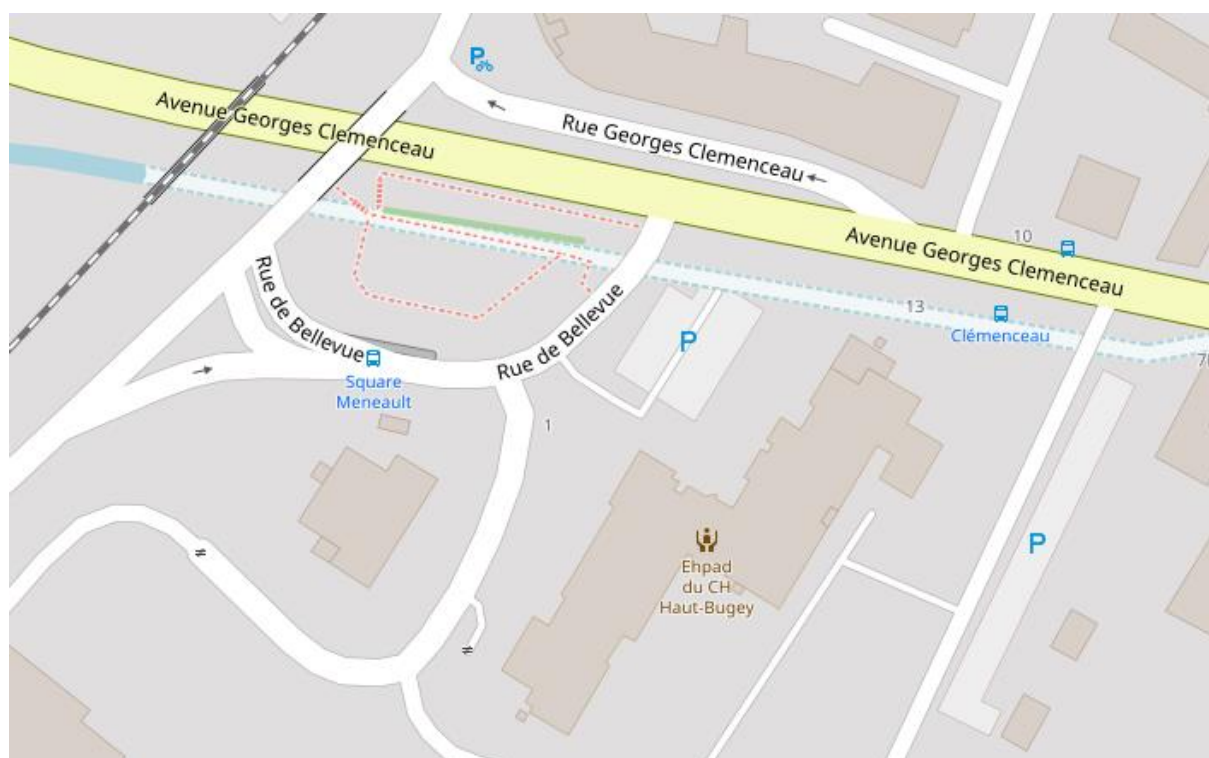 P
Avenue Georges Clemenceau
Rue Georges Clemenceau
10
Avenue Georges Clemenceau
Rue de Bellevue
Rue de Bellevue
13
P
Clémenceau
Square
Meneault
1
P
Ehpad
du CH
Haut-Bugey